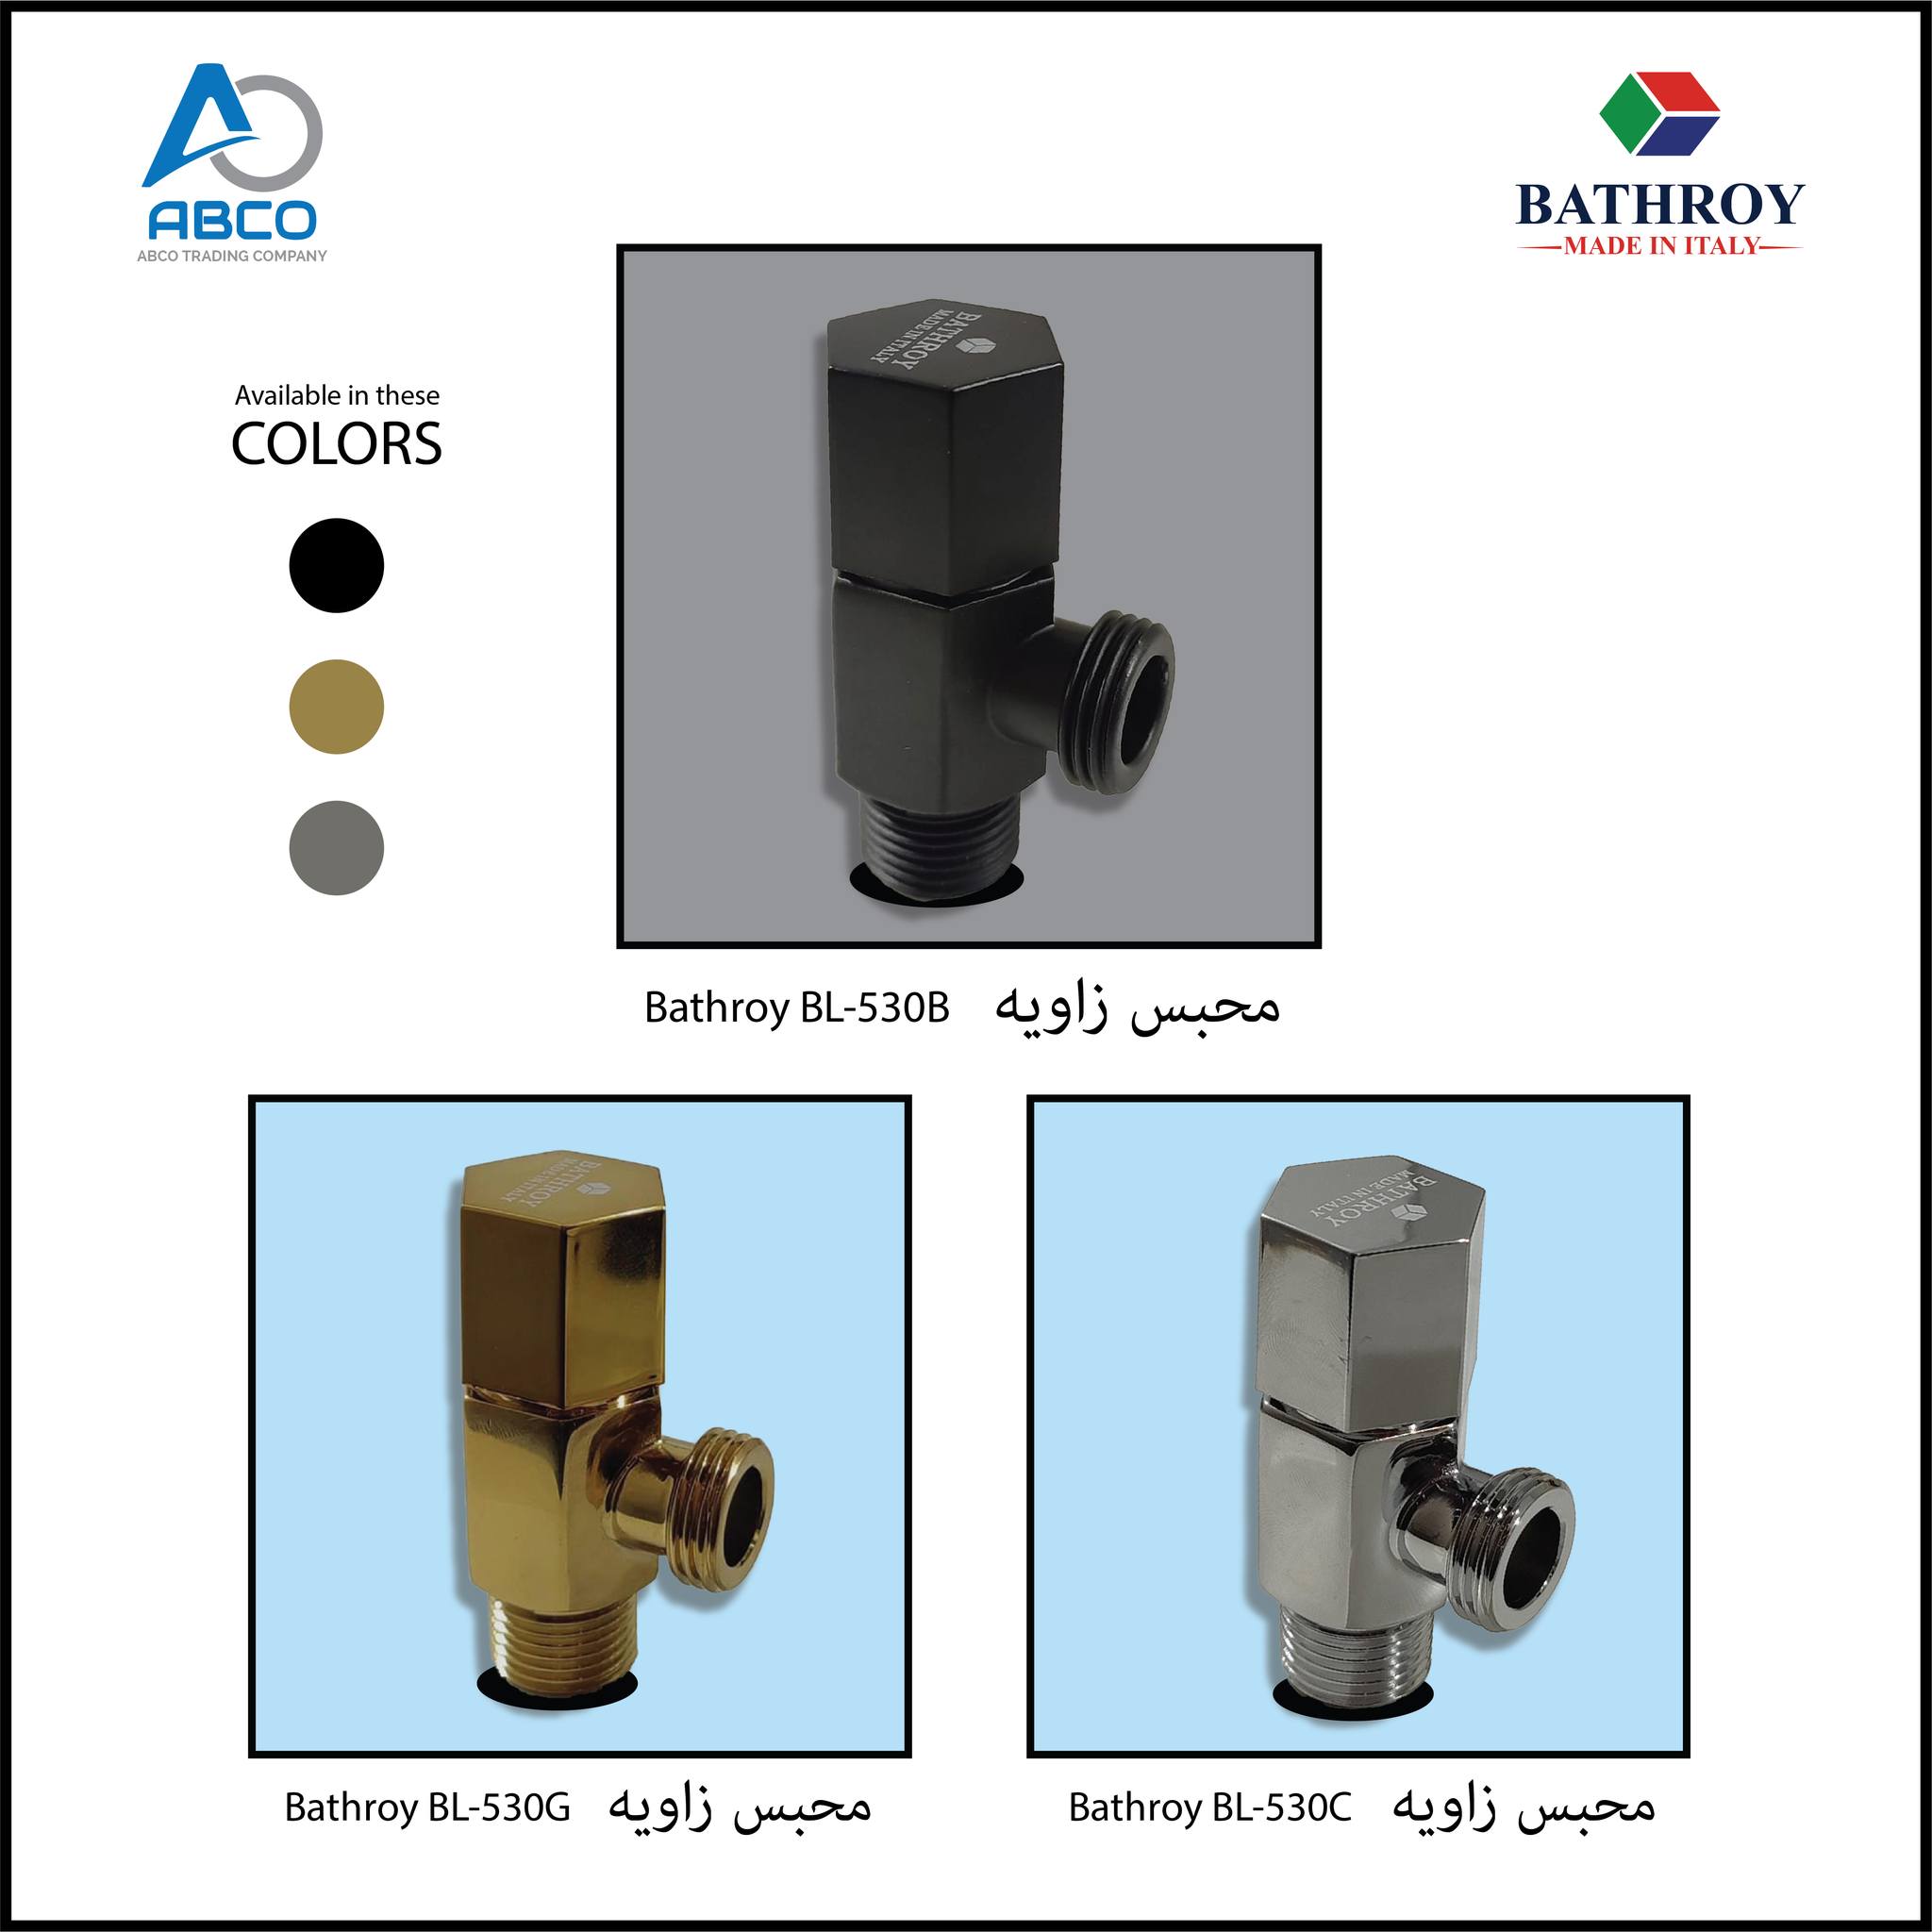 ABCO
ABCO TRADING COMPANY
BATHROY
MADE IN ITALY
Available in these
COLORS
BATHROY
MADE IN ITALY
Bathroy BL-530B محبس زاويه
BATHROY
MADE IN ITALY
BATHROY
MADE IN ITALY
Bathroy BL-530G محبس زاويه
Bathroy BL-530C محبس زاويه